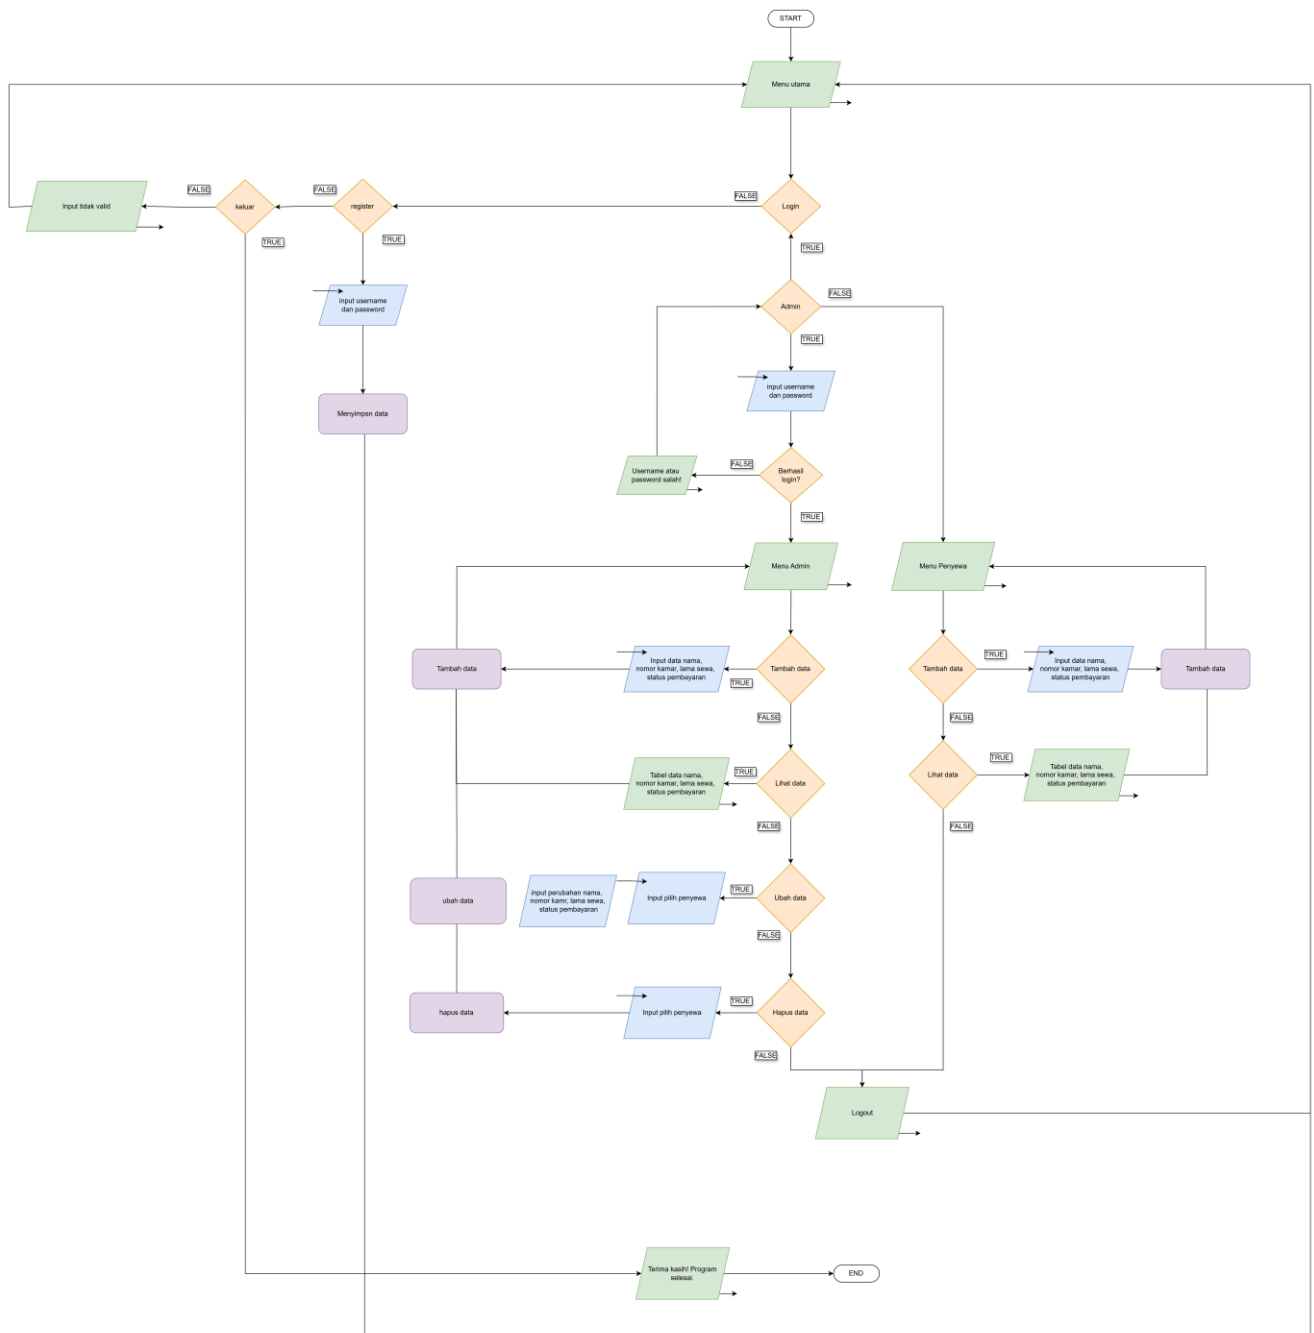 START
Menu utama
FALSE
FALSE
FALSE
Input tidak valid
keluar
register
Login
TRUE
TRUE
TRUE
input username
dan password
Admin
FALSE
TRUE
input username
dan password
Menyimpsn data
Username atau
password salah!
FALSE
Berhasil
login?
TRUE
Menu Admin
Menu Penyewa
Tambah data
Input data nama,
nomor kamar, lama sewa,
status pembayaran
TRUE
Tambah data
FALSE
Tambah data
TRUE
Input data nama,
nomor kamar, lama sewa,
status pembayaran
Tambah data
FALSE
Tabel data nama,
nomor kamar, lama sewa,
status pembayaran
TRUE
Lihat data
FALSE
Lihat data
TRUE
Tabel data nama,
nomor kamar, lama sewa,
status pembayaran
FALSE
ubah data
input perubahan nama,
nomor kamr, lama sewa,
status pembayaran
Input pilih penyewa
TRUE
Ubah data
FALSE
hapus data
Input pilih penyewa
TRUE
Hapus data
FALSE
Logout
Terima kasih! Program
selesai.
END